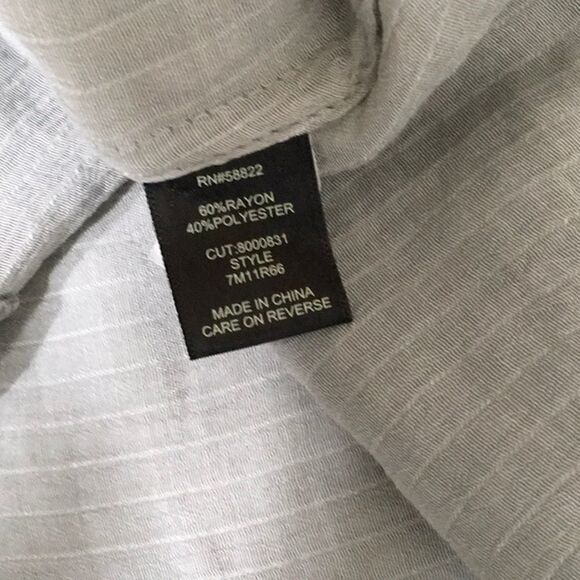 RN#58822
60%RAYON
40%POLYESTER
CUT:8000831
STYLE
7M11R66
MADE IN CHINA
CARE ON REVERSE